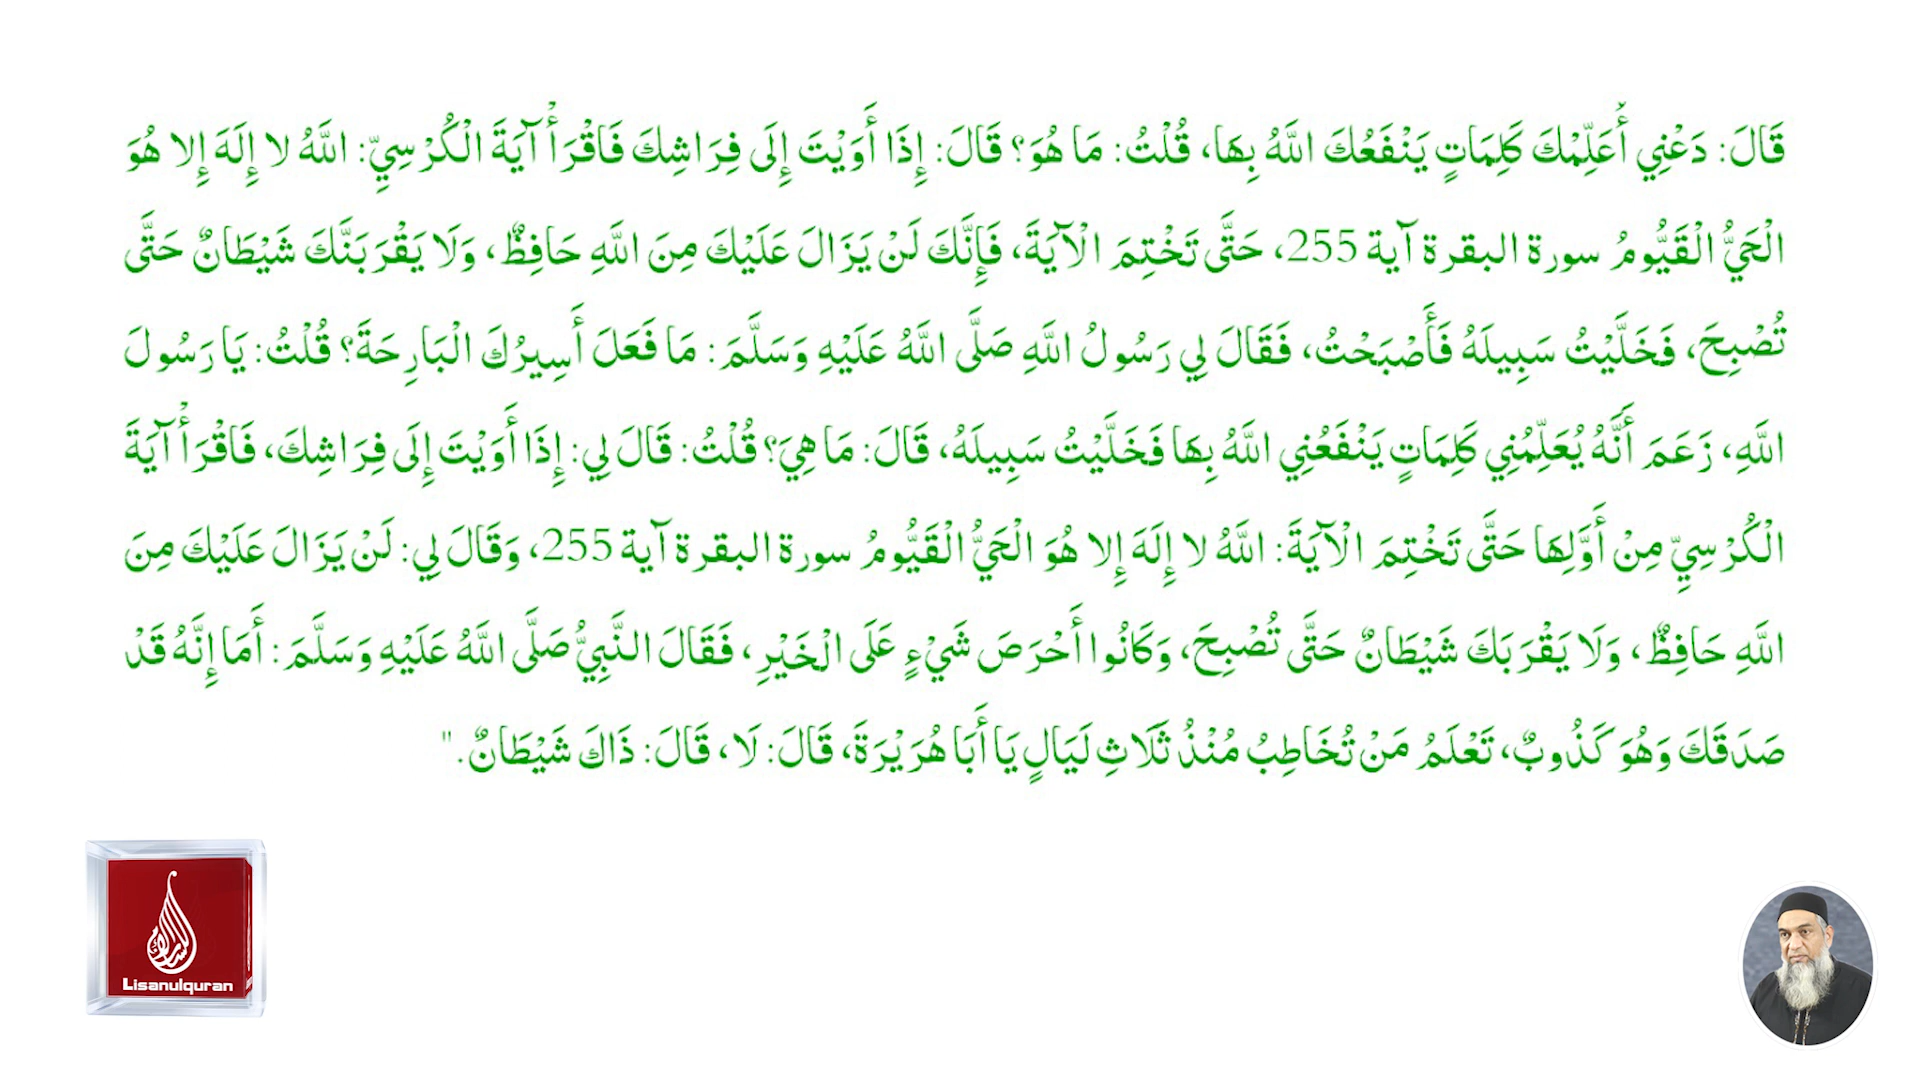 قَالَ: دَعْنِي أُعَلِّمْكَ كَلِمَاتٍ يَنْفَعُكَ اللَّهُ بِهَا، قُلْتُ: مَا هُوَ؟ قَالَ: إِذَا أَوَيْتَ إِلَى فِرَاشِكَ فَاقْرَأْ آيَةَ الْكُرْسِيِّ: اللَّهُ لا إِلَهَ إِلا هُوَ
الْحَيُّ الْقَيُّومُ سورة البقرة آية 255، حَتَّى تَخْتِمَ الْآيَةَ، فَإِنَّكَ لَنْ يَزَالَ عَلَيْكَ مِنَ اللَّهِ حَافِظٌ، وَلَا يَقْرَبَنَّكَ شَيْطَانٌ حَتَّى
تُصْبِحَ، فَخَلَّيْتُ سَبِيلَهُ فَأَصْبَحْتُ، فَقَالَ لِي رَسُولُ اللَّهِ صَلَّى اللَّهُ عَلَيْهِ وَسَلَّمَ: مَا فَعَلَ أَسِيرُكَ الْبَارِحَةَ؟ قُلْتُ: يَا رَسُولَ
اللَّهِ، زَعَمَ أَنَّهُ يُعَلِّمُنِي كَلِمَاتٍ يَنْفَعُنِي اللَّهُ بِهَا فَخَلَّيْتُ سَبِيلَهُ، قَالَ: مَا هِيَ؟ قُلْتُ: قَالَ لِي: إِذَا أَوَيْتَ إِلَى فِرَاشِكَ، فَاقْرَأْ آيَةَ
الْكُرْسِيِّ مِنْ أَوَّلِهَا حَتَّى تَخْتِمَ الْآيَةَ: اللَّهُ لا إِلَهَ إِلا هُوَ الْحَيُّ الْقَيُّومُ سورة البقرة آية 255، وَقَالَ لِي: لَنْ يَزَالَ عَلَيْكَ مِنَ
اللَّهِ حَافِظٌ، وَلَا يَقْرَبَكَ شَيْطَانٌ حَتَّى تُصْبِحَ، وَكَانُوا أَحْرَصَ شَيْءٍ عَلَى الْخَيْرِ، فَقَالَ النَّبِيُّ صَلَّى اللَّهُ عَلَيْهِ وَسَلَّمَ: أَمَا إِنَّهُ قَدْ
صَدَقَكَ وَهُوَ كَذُوبٌ، تَعْلَمُ مَنْ تُخَاطِبُ مُنْذُ ثَلَاثِ لَيَالٍ يَا أَبَا هُرَيْرَةَ، قَالَ: لَا، قَالَ: ذَاكَ شَيْطَانٌ."
Lisanulquran